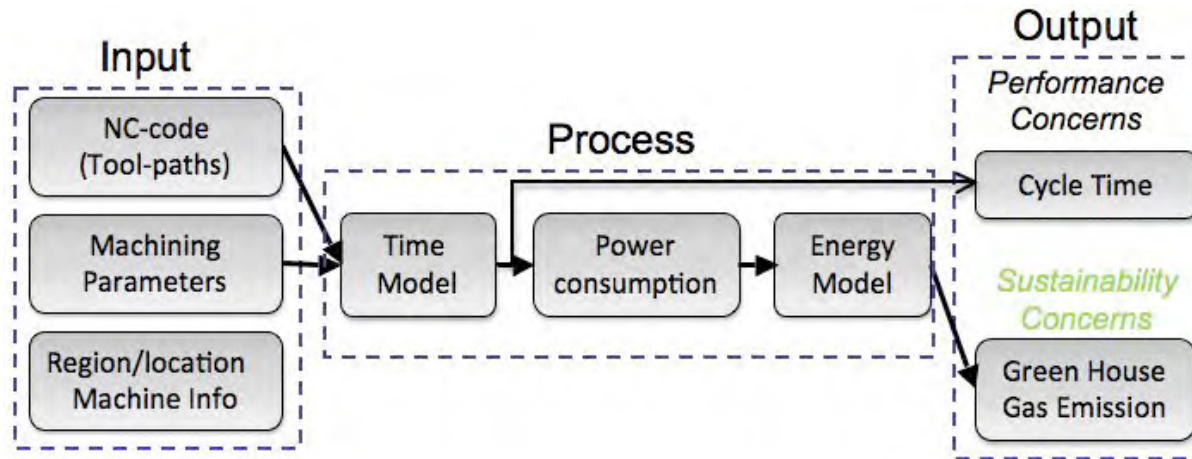 Input
NC-code
(Tool-paths)
Machining
Parameters
Region/location
Machine Info
Process
Time
Model
Power
consumption
Energy
Model
Output
Performance
Concerns
Cycle Time
Sustainability
Concerns
Green House
Gas Emission